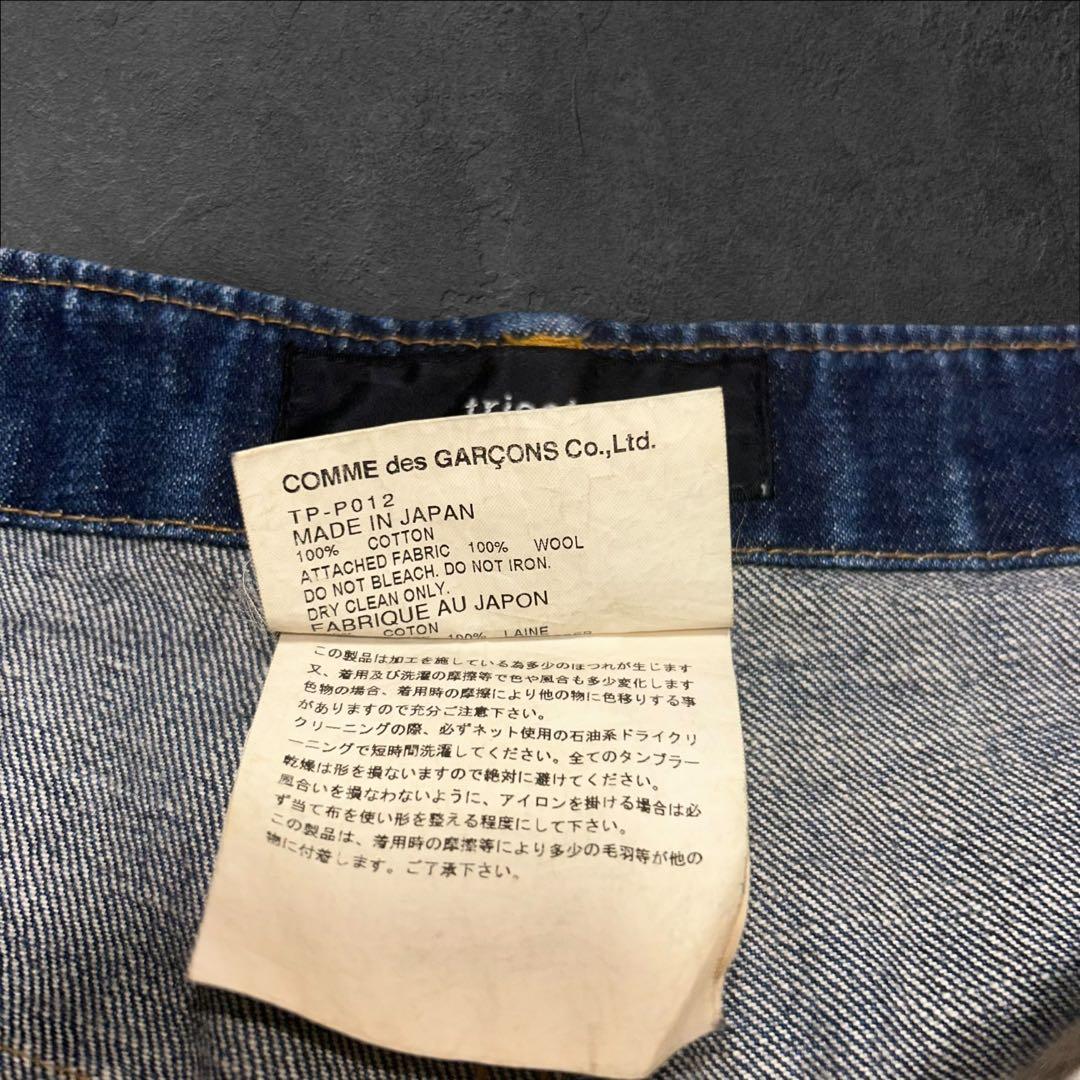 tricot
COMME des GARÇONS Co.,Ltd.
TP-P012
MADE IN JAPAN
100% COTTON
ATTACHED FABRIC 100% WOOL
DO NOT BLEACH. DO NOT IRON.
DRY CLEAN ONLY.
FABRIQUE AU JAPON
COTON 100% LAINE
この製品は加工を施している為多少のほつれが生じます
又、着用及び洗濯の摩擦等で色や風合も多少変化します
色物の場合、着用時の摩擦により他の物に色移りする事
がありますので充分ご注意下さい。
クリーニングの際、必ずネット使用の石油系ドライクリ
ーニングで短時間洗濯してください。全てのタンブラー
乾燥は形を損ないますので絶対に避けてください。
風合いを損なわないように、アイロンを掛ける場合は必
ず当て布を使い形を整える程度にして下さい。
この製品は、着用時の摩擦等により多少の毛羽等が他の
物に付着します。ご了承下さい。